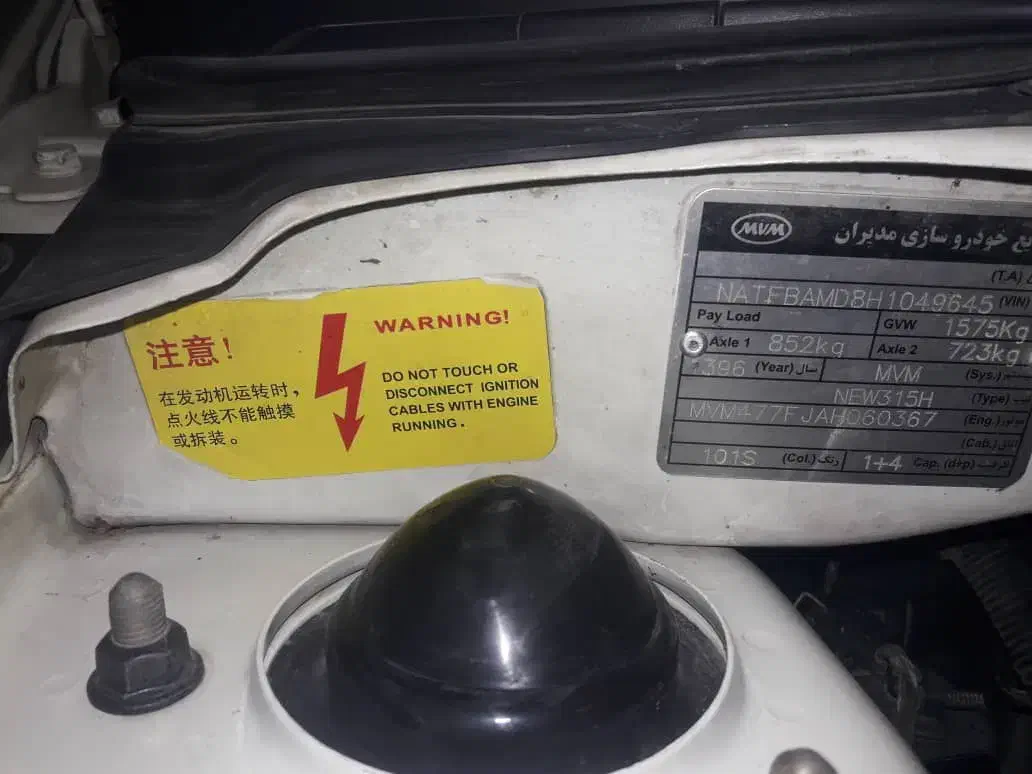 注意！
在发动机运转时，
点火线不能触摸
或拆装。
WARNING!
DO NOT TOUCH OR
DISCONNECT IGNITION
CABLES WITH ENGINE
RUNNING.
MVM خودرو سازی مدیران
(T.A)
NATFBAMD8H1049645 (VIN)
Pay Load GVW 1575Kg
Axle 1 852kg Axle 2 723kg
1396 (Year) سال MVM (Sys.)
NEW315H (Type)
MVM477FJAH060367 (Eng.)
(Cab.)
101S (Col.) رنگ 1+4 Cap. (d+p) ظرفیت